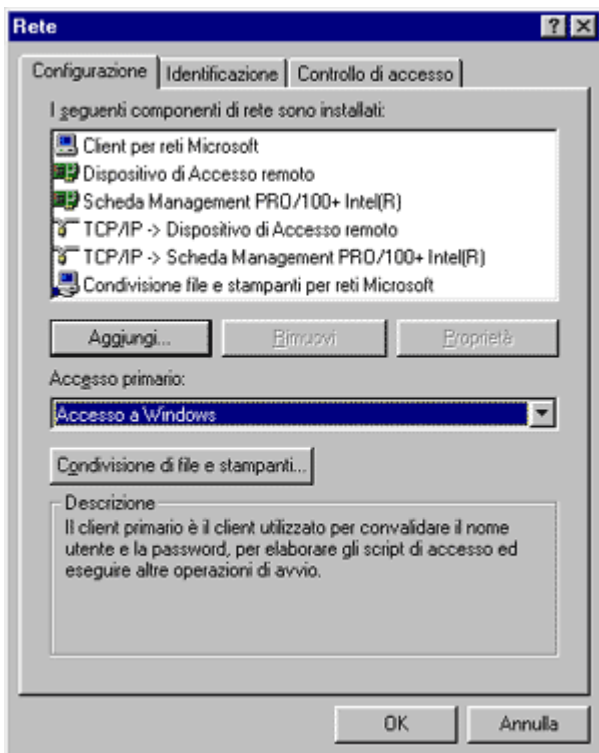 Rete
Configurazione Identificazione Controllo di accesso
I seguenti componenti di rete sono installati:
Client per reti Microsoft
Dispositivo di Accesso remoto
Scheda Management PRO/100+ Intel(R)
TCP/IP -> Dispositivo di Accesso remoto
TCP/IP -> Scheda Management PRO/100+ Intel(R)
Condivisione file e stampanti per reti Microsoft
Aggiungi... Rimuovi Proprietà
Accesso primario:
Accesso a Windows
Condivisione di file e stampanti...
Descrizione
Il client primario è il client utilizzato per convalidare il nome
utente e la password, per elaborare gli script di accesso ed
eseguire altre operazioni di avvio.
OK Annulla